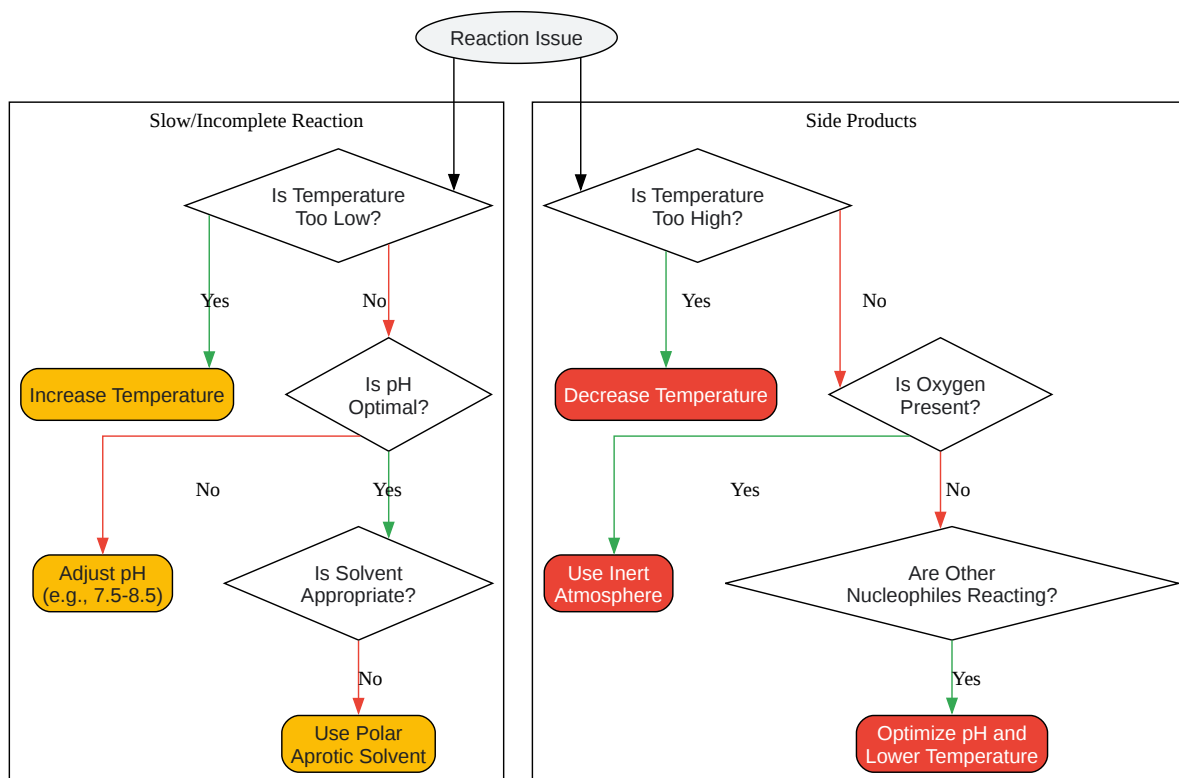 Reaction Issue
Slow/Incomplete Reaction
Is Temperature
Too Low?
Yes
No
Increase Temperature
Is pH
Optimal?
No
Yes
Adjust pH
(e.g., 7.5-8.5)
Is Solvent
Appropriate?
No
Use Polar
Aprotic Solvent
Side Products
Is Temperature
Too High?
Yes
No
Decrease Temperature
Is Oxygen
Present?
Yes
No
Use Inert
Atmosphere
Are Other
Nucleophiles Reacting?
Yes
Optimize pH and
Lower Temperature